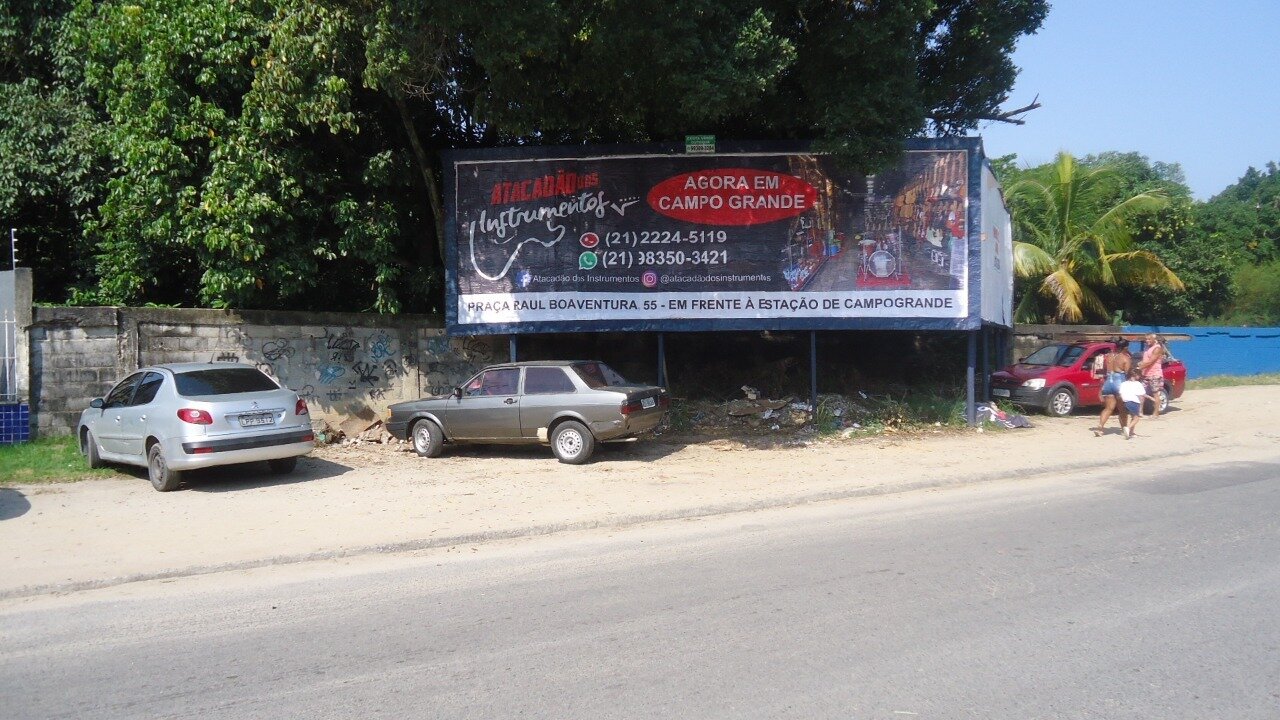 ATACADÃO DOS
Instrumentos
AGORA EM
CAMPO GRANDE
(21) 2224-5119
(21) 98350-3421
Atacadão dos Instrumentos @atacadaodosinstrumentos
PRAÇA RAUL BOAVENTURA, 55 - EM FRENTE À ESTAÇÃO DE CAMPOGRANDE